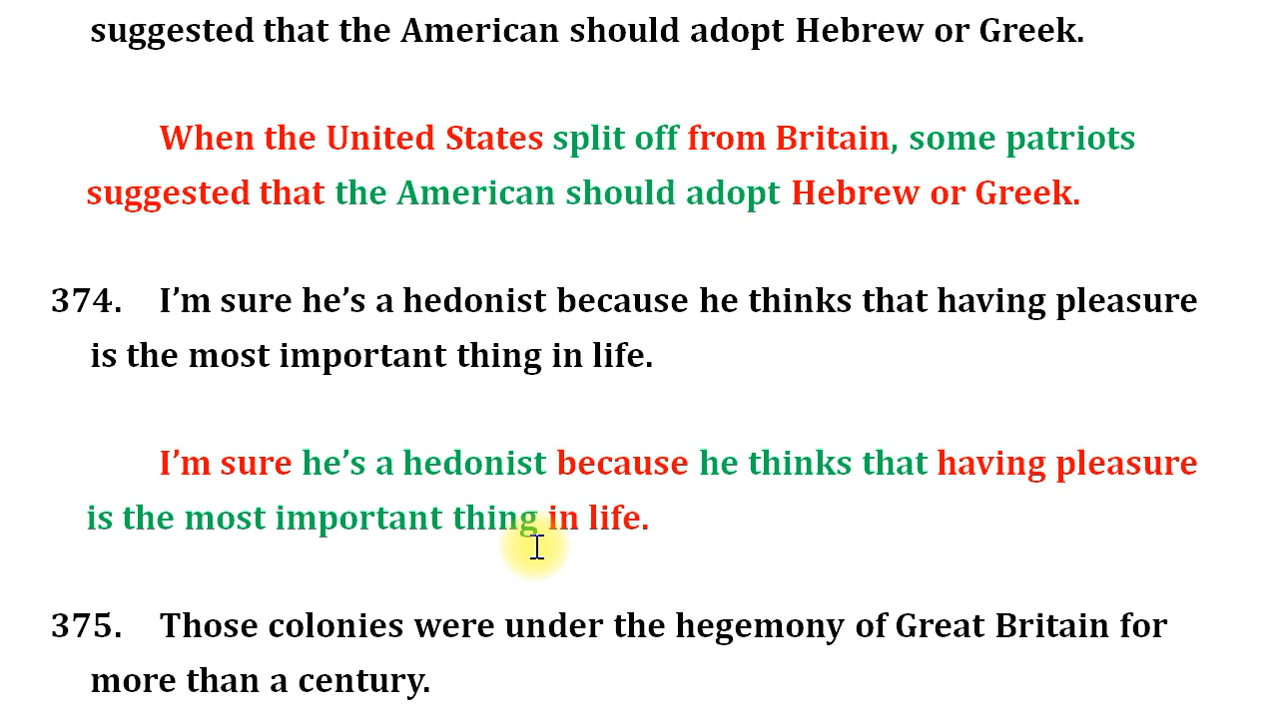 suggested that the American should adopt Hebrew or Greek.
When the United States split off from Britain, some patriots
suggested that the American should adopt Hebrew or Greek.
374. I’m sure he’s a hedonist because he thinks that having pleasure
is the most important thing in life.
I’m sure he’s a hedonist because he thinks that having pleasure
is the most important thing in life.
375. Those colonies were under the hegemony of Great Britain for
more than a century.